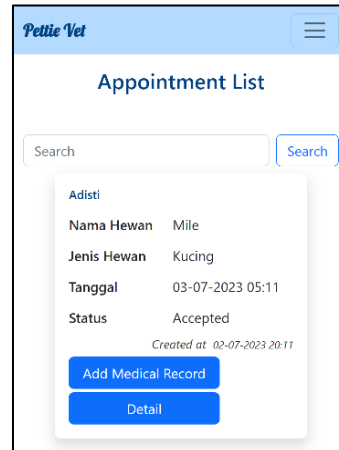 Pettie Vet
Appointment List
Search Search
Adisti
Nama Hewan Mile
Jenis Hewan Kucing
Tanggal 03-07-2023 05:11
Status Accepted
Created at 02-07-2023 20:11
Add Medical Record
Detail